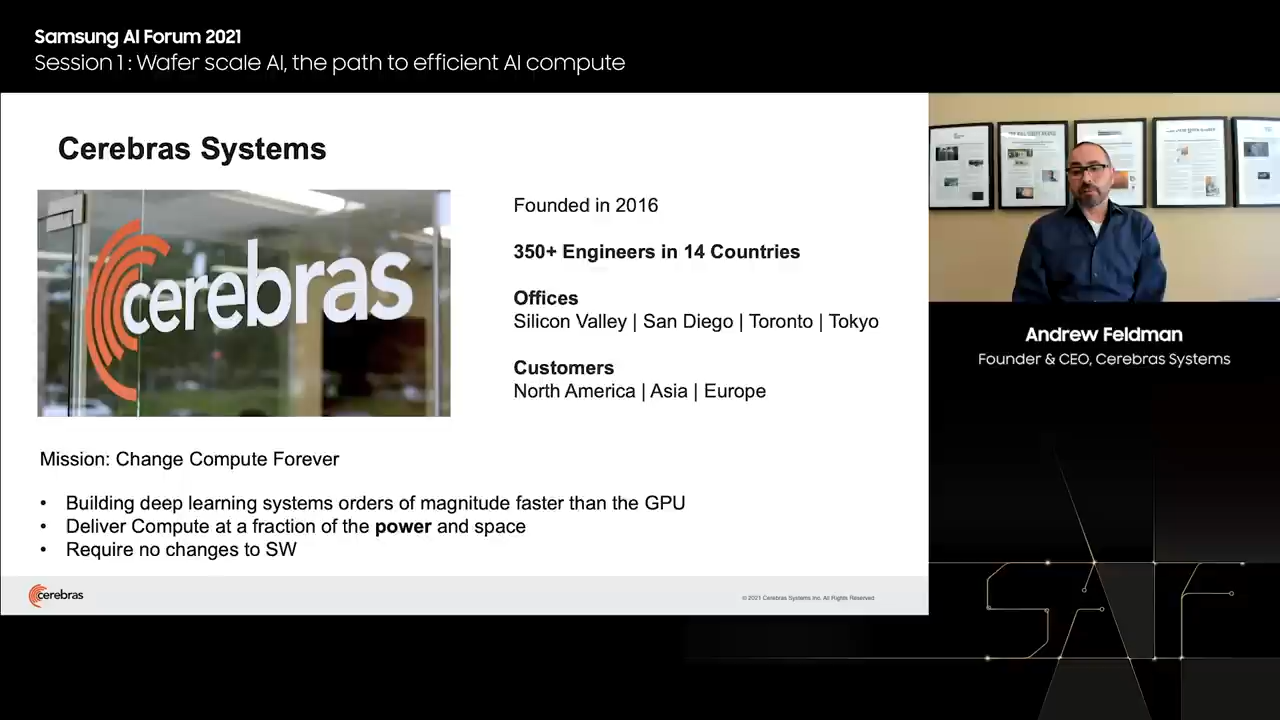 Samsung AI Forum 2021
Session 1 : Wafer scale AI, the path to efficient AI compute
Cerebras Systems
cerebras
Founded in 2016
350+ Engineers in 14 Countries
Offices
Silicon Valley | San Diego | Toronto | Tokyo
Customers
North America | Asia | Europe
Mission: Change Compute Forever
• Building deep learning systems orders of magnitude faster than the GPU
• Deliver Compute at a fraction of the power and space
• Require no changes to SW
cerebras
© 2021 Cerebras Systems Inc. All Rights Reserved
Andrew Feldman
Founder & CEO, Cerebras Systems
SAIF